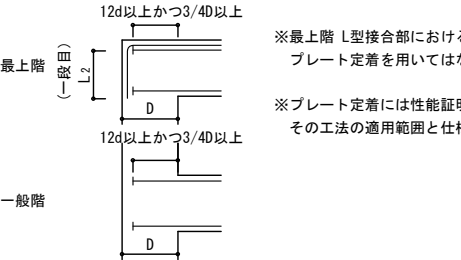 12d以上かつ3/4D以上
最上階
(一段目)
L2
D
※最上階 L型接合部における
プレート定着を用いてはな
※プレート定着には性能証明
その工法の適用範囲と仕様
12d以上かつ3/4D以上
一般階
D